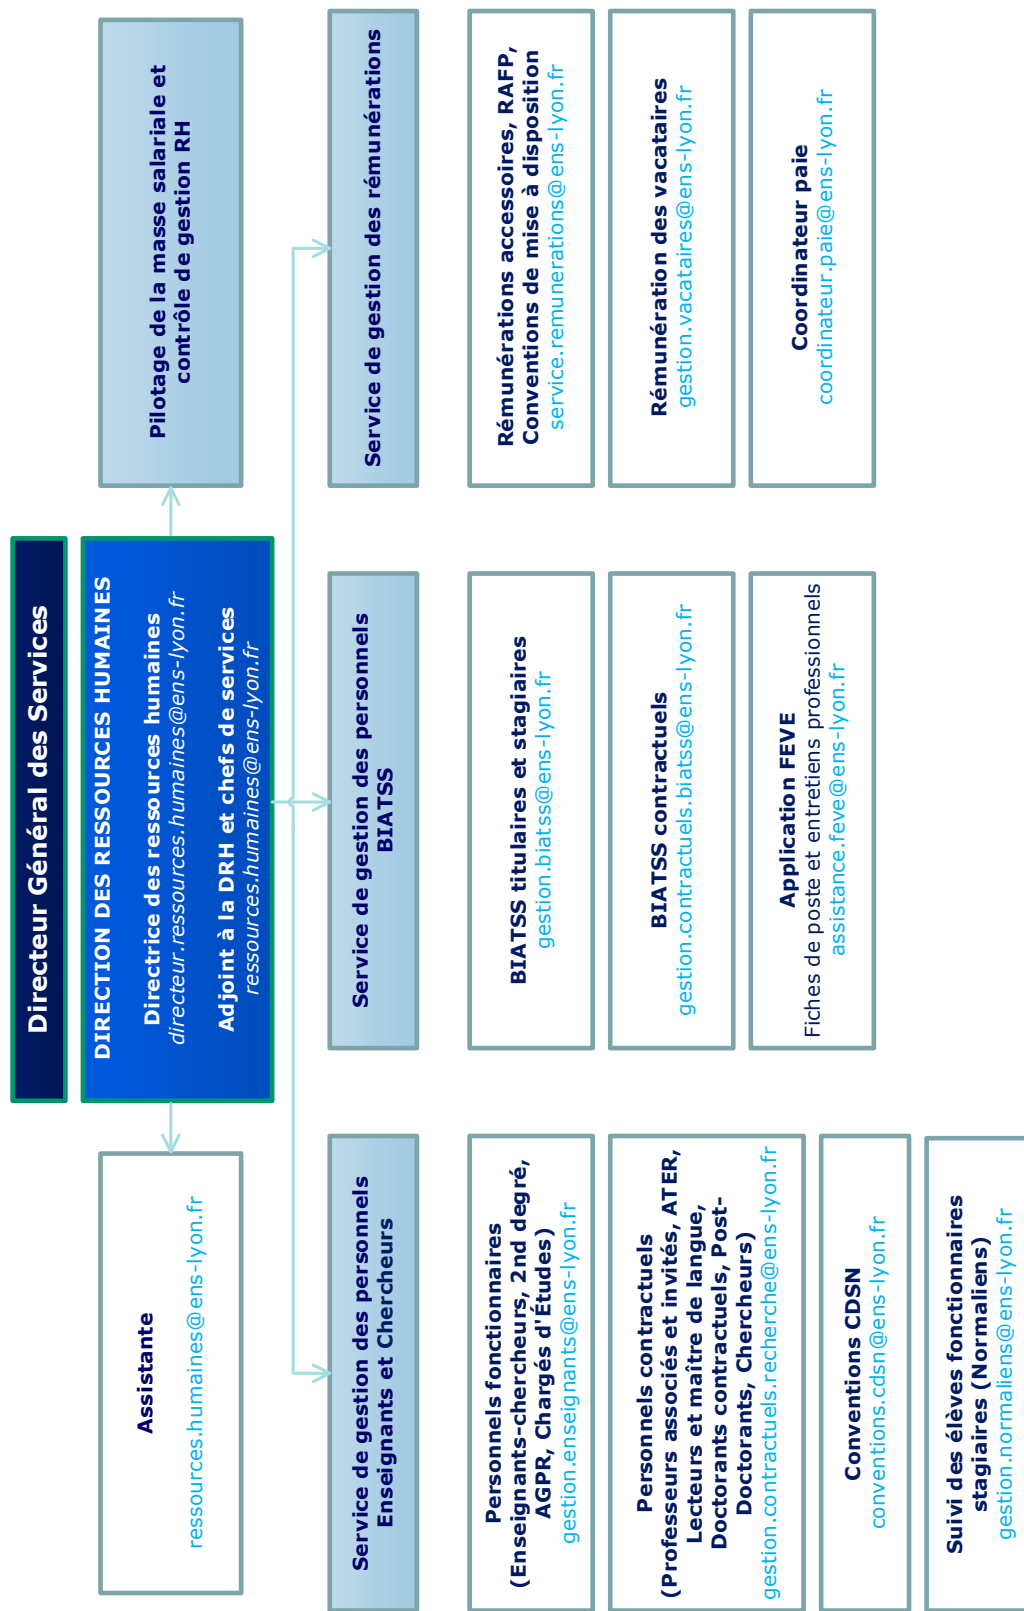 Directeur Général des Services
DIRECTION DES RESSOURCES HUMAINES
Directrice des ressources humaines
directeur.ressources.humaines@ens-lyon.fr
Adjoint à la DRH et chefs de services
ressources.humaines@ens-lyon.fr
Assistante
ressources.humaines@ens-lyon.fr
Pilotage de la masse salariale et
contrôle de gestion RH
Service de gestion des personnels
Enseignants et Chercheurs
Personnels fonctionnaires
(Enseignants-chercheurs, 2nd degré,
AGPR, Chargés d'Études)
gestion.enseignants@ens-lyon.fr
Personnels contractuels
(Professeurs associés et invités, ATER,
Lecteurs et maître de langue,
Doctorants contractuels, Post-
Doctorants, Chercheurs)
gestion.contractuels.recherche@ens-lyon.fr
Conventions CDSN
conventions.cdsn@ens-lyon.fr
Suivi des élèves fonctionnaires
stagiaires (Normaliens)
gestion.normaliens@ens-lyon.fr
Service de gestion des personnels
BIATSS
BIATSS titulaires et stagiaires
gestion.biatss@ens-lyon.fr
BIATSS contractuels
gestion.contractuels.biatss@ens-lyon.fr
Application FEVE
Fiches de poste et entretiens professionnels
assistance.feve@ens-lyon.fr
Service de gestion des rémunérations
Rémunérations accessoires, RAFP,
Conventions de mise à disposition
service.remunerations@ens-lyon.fr
Rémunération des vacataires
gestion.vacataires@ens-lyon.fr
Coordinateur paie
coordinateur.paie@ens-lyon.fr